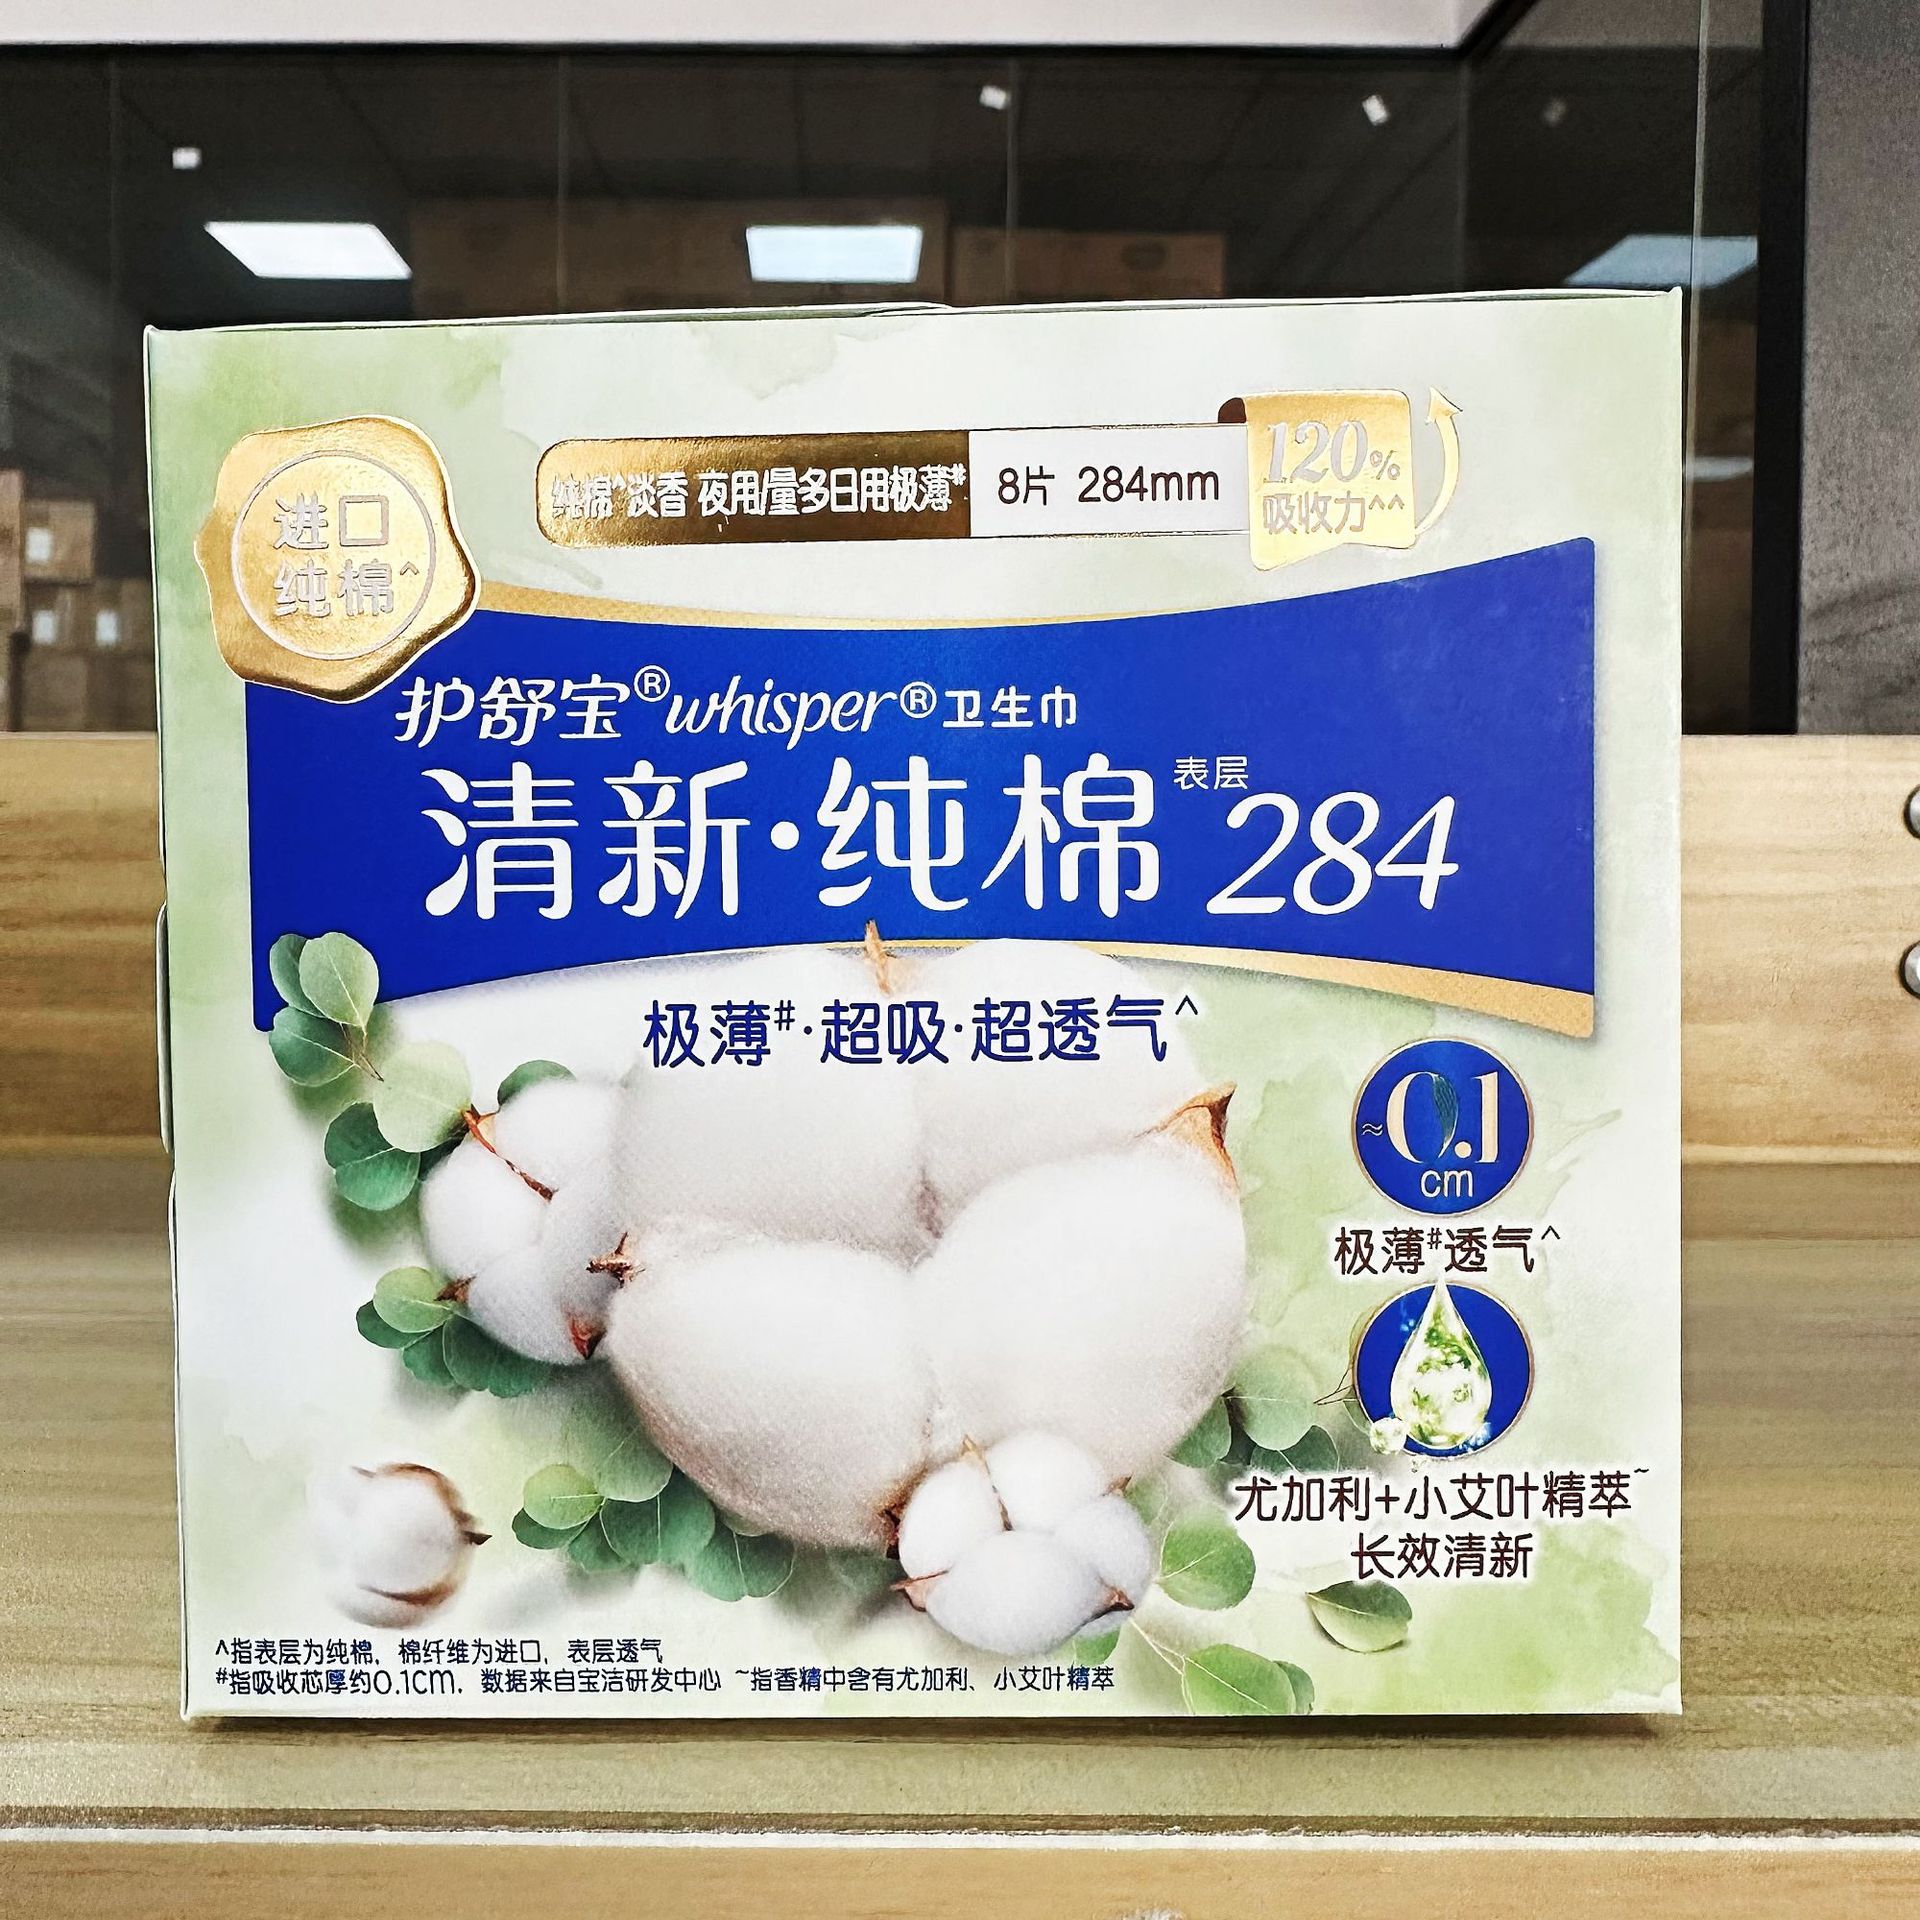 纯棉^淡香 夜用/量多日用极薄# 8片 284mm
120%
吸收力^^
进口
纯棉^
护舒宝®whisper®卫生巾
清新·纯棉表层284
极薄#·超吸·超透气^
≈0.1
cm
极薄#透气^
尤加利+小艾叶精萃~
长效清新
^指表层为纯棉，棉纤维为进口，表层透气
#指吸收芯厚约0.1cm，数据来自宝洁研发中心 ~指香精中含有尤加利、小艾叶精萃